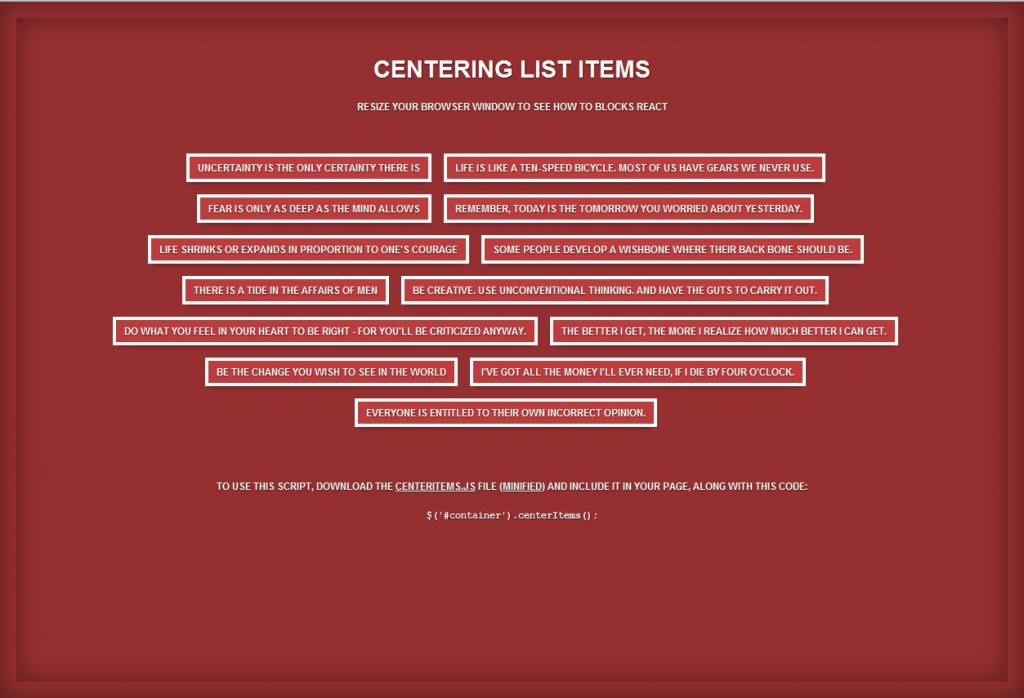 CENTERING LIST ITEMS
RESIZE YOUR BROWSER WINDOW TO SEE HOW TO BLOCKS REACT
UNCERTAINTY IS THE ONLY CERTAINTY THERE IS
LIFE IS LIKE A TEN-SPEED BICYCLE. MOST OF US HAVE GEARS WE NEVER USE.
FEAR IS ONLY AS DEEP AS THE MIND ALLOWS
REMEMBER, TODAY IS THE TOMORROW YOU WORRIED ABOUT YESTERDAY.
LIFE SHRINKS OR EXPANDS IN PROPORTION TO ONE'S COURAGE
SOME PEOPLE DEVELOP A WISHBONE WHERE THEIR BACK BONE SHOULD BE.
THERE IS A TIDE IN THE AFFAIRS OF MEN
BE CREATIVE. USE UNCONVENTIONAL THINKING. AND HAVE THE GUTS TO CARRY IT OUT.
DO WHAT YOU FEEL IN YOUR HEART TO BE RIGHT - FOR YOU'LL BE CRITICIZED ANYWAY.
THE BETTER I GET, THE MORE I REALIZE HOW MUCH BETTER I CAN GET.
BE THE CHANGE YOU WISH TO SEE IN THE WORLD
I'VE GOT ALL THE MONEY I'LL EVER NEED, IF I DIE BY FOUR O'CLOCK.
EVERYONE IS ENTITLED TO THEIR OWN INCORRECT OPINION.
TO USE THIS SCRIPT, DOWNLOAD THE CENTERITEMS.JS FILE (MINIFIED) AND INCLUDE IT IN YOUR PAGE, ALONG WITH THIS CODE:
$('#container').centerItems();